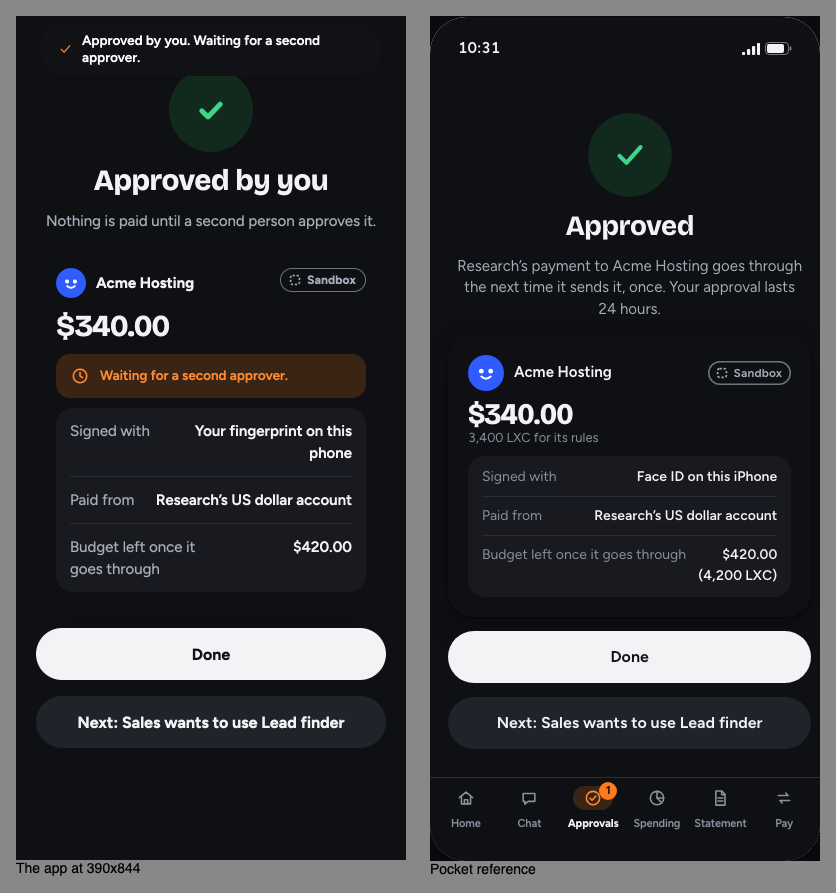 Approved by you. Waiting for a second
approver.
Approved by you
Nothing is paid until a second person approves it.
Acme Hosting
Sandbox
$340.00
Waiting for a second approver.
Signed with
Your fingerprint on this
phone
Paid from
Research’s US dollar account
Budget left once it
goes through
$420.00
Done
Next: Sales wants to use Lead finder
The app at 390x844
10:31
Approved
Research’s payment to Acme Hosting goes through
the next time it sends it, once. Your approval lasts
24 hours.
Acme Hosting
Sandbox
$340.00
3,400 LXC for its rules
Signed with
Face ID on this iPhone
Paid from
Research’s US dollar account
Budget left once it goes through
$420.00
(4,200 LXC)
Done
Next: Sales wants to use Lead finder
1
Home
Chat
Approvals
Spending
Statement
Pay
Pocket reference